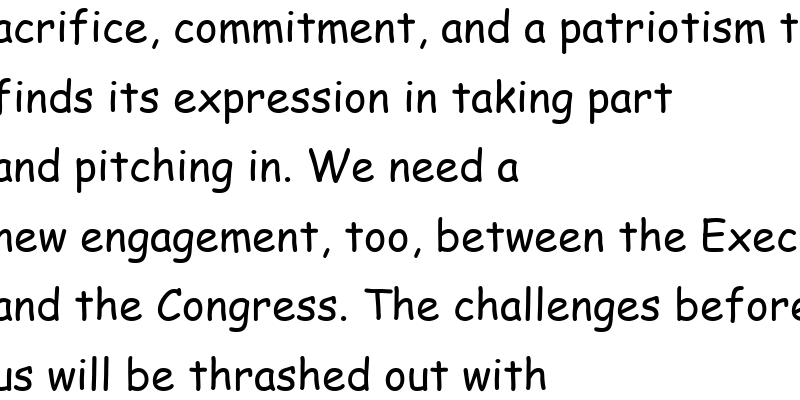 acrifice, commitment, and a patriotism t
finds its expression in taking part
and pitching in. We need a
new engagement, too, between the Exec
and the Congress. The challenges before
us will be thrashed out with